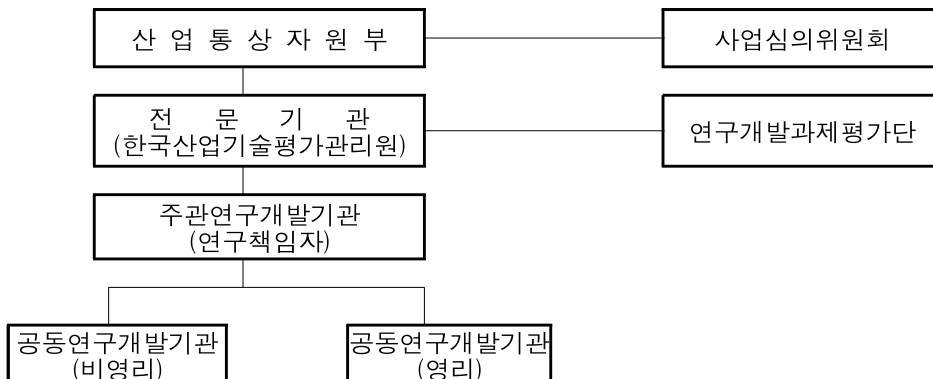 산 업 통 상 자 원 부
사업심의위원회
전 문 기 관
(한국산업기술평가관리원)
연구개발과제평가단
주관연구개발기관
(연구책임자)
공동연구개발기관
(비영리)
공동연구개발기관
(영리)